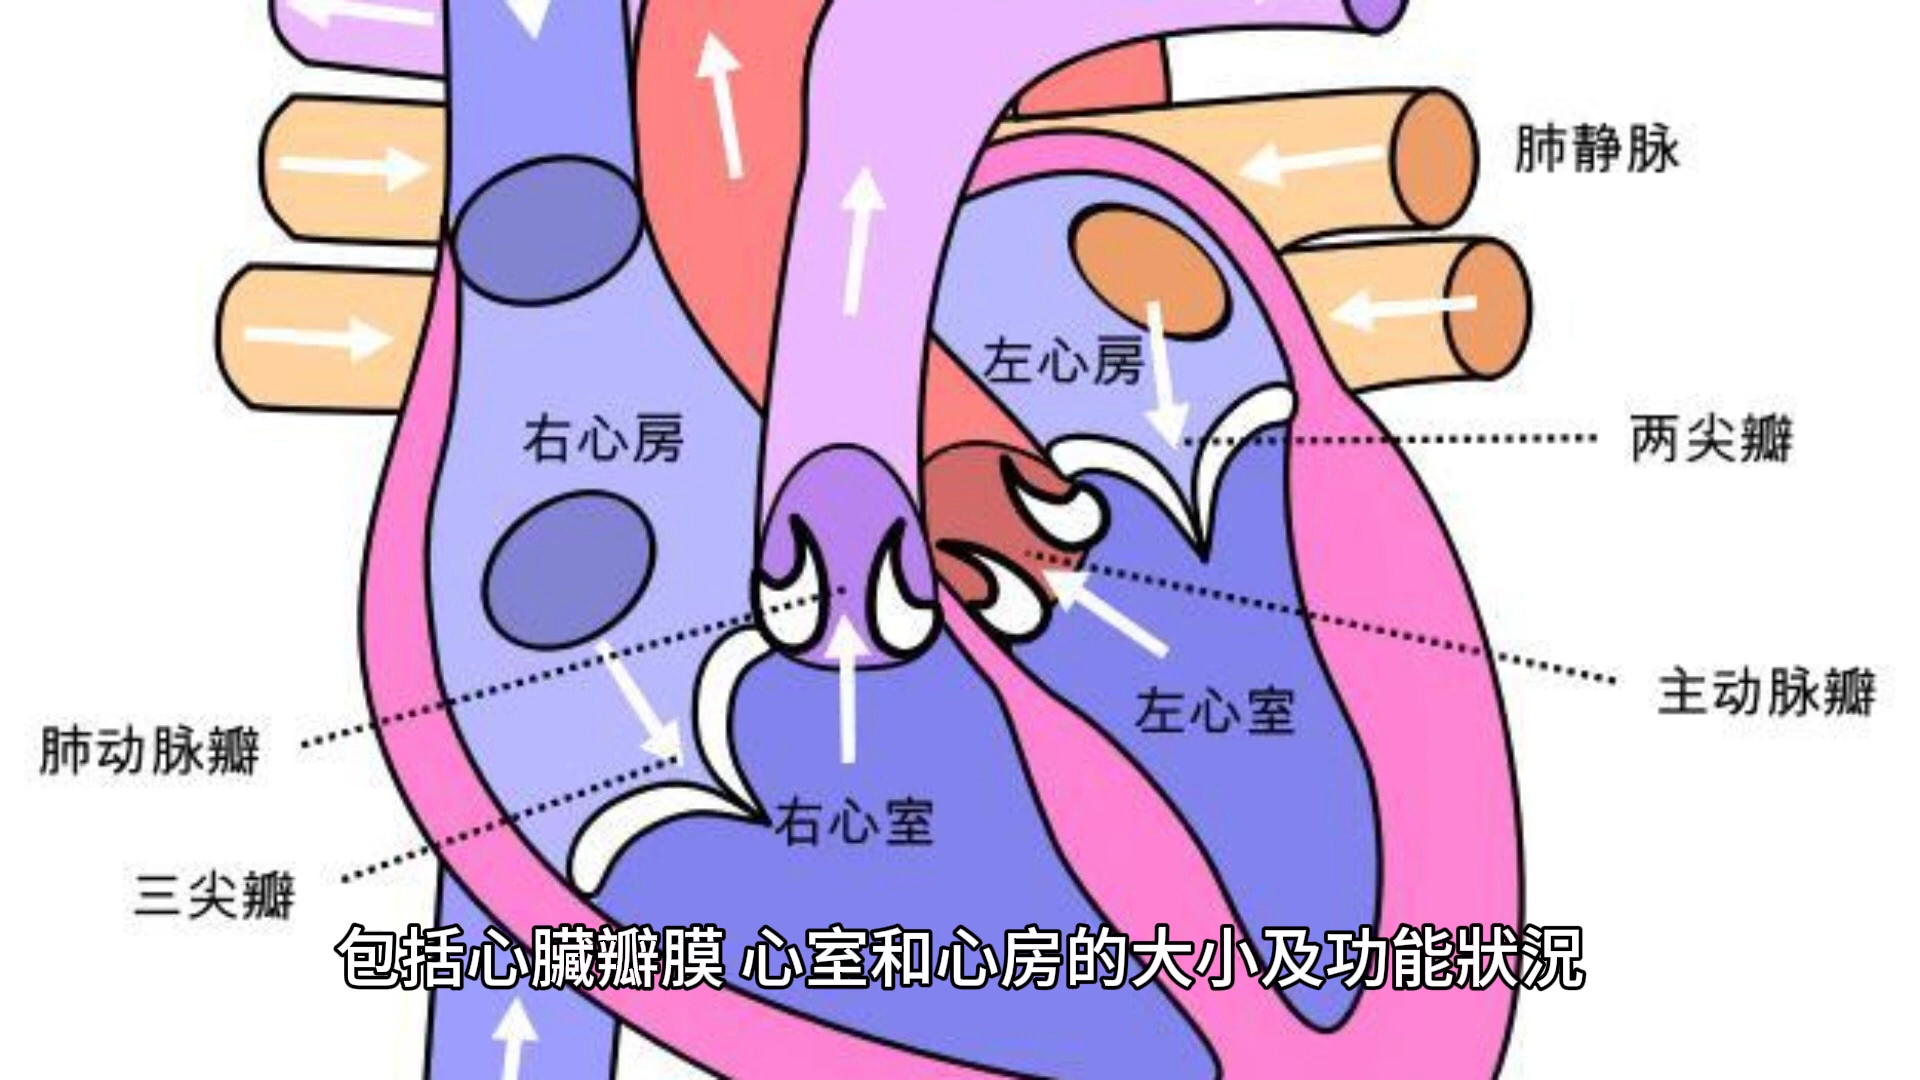 肺静脉
左心房
右心房
两尖瓣
左心室
主动脉瓣
肺动脉瓣
右心室
三尖瓣
包括心臟瓣膜 心室和心房的大小及功能狀況